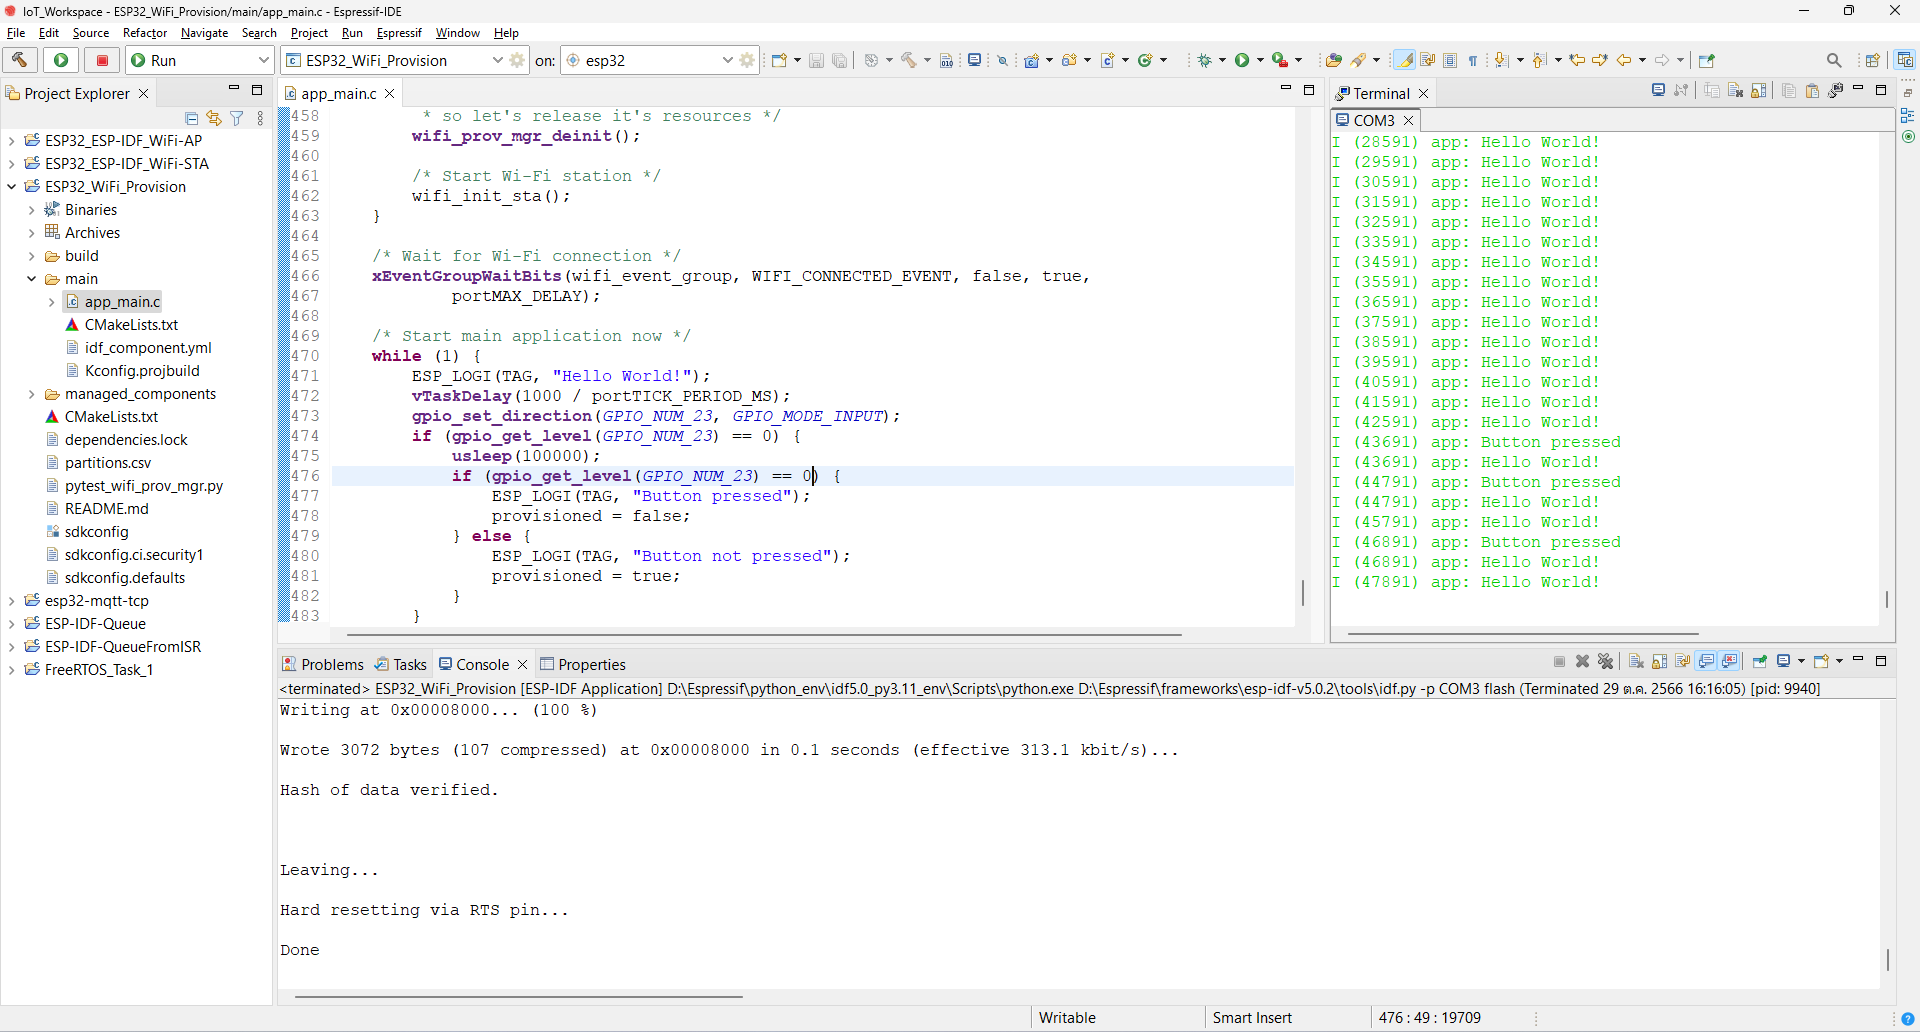 IoT_Workspace - ESP32_WiFi_Provision/main/app_main.c - Espressif-IDE
File Edit Source Refactor Navigate Search Project Run Espressif Window Help
Run
ESP32_WiFi_Provision
on:
esp32
Project Explorer
ESP32_ESP-IDF_WiFi-AP
ESP32_ESP-IDF_WiFi-STA
ESP32_WiFi_Provision
Binaries
Archives
build
main
app_main.c
CMakeLists.txt
idf_component.yml
Kconfig.projbuild
managed_components
CMakeLists.txt
dependencies.lock
partitions.csv
pytest_wifi_prov_mgr.py
README.md
sdkconfig
sdkconfig.ci.security1
sdkconfig.defaults
esp32-mqtt-tcp
ESP-IDF-Queue
ESP-IDF-QueueFromISR
FreeRTOS_Task_1
app_main.c
458 * so let's release it's resources */
459 wifi_prov_mgr_deinit();
460
461 /* Start Wi-Fi station */
462 wifi_init_sta();
463 }
464
465 /* Wait for Wi-Fi connection */
466 xEventGroupWaitBits(wifi_event_group, WIFI_CONNECTED_EVENT, false, true,
467 portMAX_DELAY);
468
469 /* Start main application now */
470 while (1) {
471 ESP_LOGI(TAG, "Hello World!");
472 vTaskDelay(1000 / portTICK_PERIOD_MS);
473 gpio_set_direction(GPIO_NUM_23, GPIO_MODE_INPUT);
474 if (gpio_get_level(GPIO_NUM_23) == 0) {
475 usleep(100000);
476 if (gpio_get_level(GPIO_NUM_23) == 0) {
477 ESP_LOGI(TAG, "Button pressed");
478 provisioned = false;
479 } else {
480 ESP_LOGI(TAG, "Button not pressed");
481 provisioned = true;
482 }
483 }
Terminal
COM3
I (28591) app: Hello World!
I (29591) app: Hello World!
I (30591) app: Hello World!
I (31591) app: Hello World!
I (32591) app: Hello World!
I (33591) app: Hello World!
I (34591) app: Hello World!
I (35591) app: Hello World!
I (36591) app: Hello World!
I (37591) app: Hello World!
I (38591) app: Hello World!
I (39591) app: Hello World!
I (40591) app: Hello World!
I (41591) app: Hello World!
I (42591) app: Hello World!
I (43691) app: Button pressed
I (43691) app: Hello World!
I (44791) app: Button pressed
I (44791) app: Hello World!
I (45791) app: Hello World!
I (46891) app: Button pressed
I (46891) app: Hello World!
I (47891) app: Hello World!
Problems Tasks Console Properties
<terminated> ESP32_WiFi_Provision [ESP-IDF Application] D:\Espressif\python_env\idf5.0_py3.11_env\Scripts\python.exe D:\Espressif\frameworks\esp-idf-v5.0.2\tools\idf.py -p COM3 flash (Terminated 29 ต.ค. 2566 16:16:05) [pid: 9940]
Writing at 0x00008000... (100 %)
Wrote 3072 bytes (107 compressed) at 0x00008000 in 0.1 seconds (effective 313.1 kbit/s)...
Hash of data verified.
Leaving...
Hard resetting via RTS pin...
Done
Writable
Smart Insert
476 : 49 : 19709